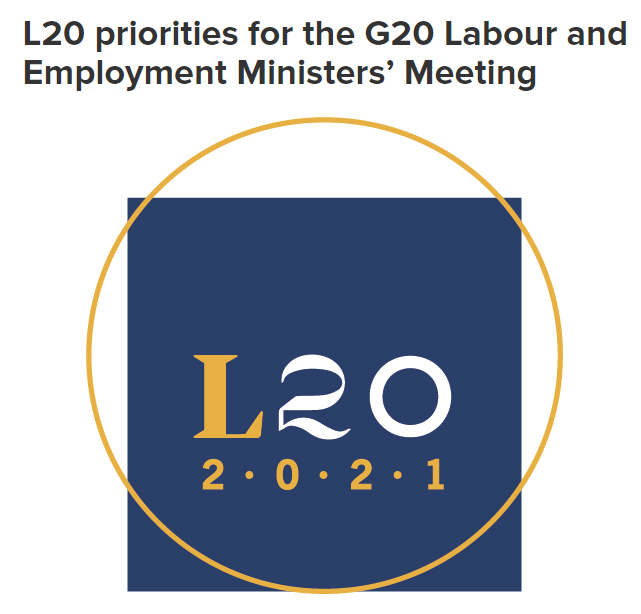 L20 priorities for the G20 Labour and
Employment Ministers’ Meeting
L20
2·0·2·1